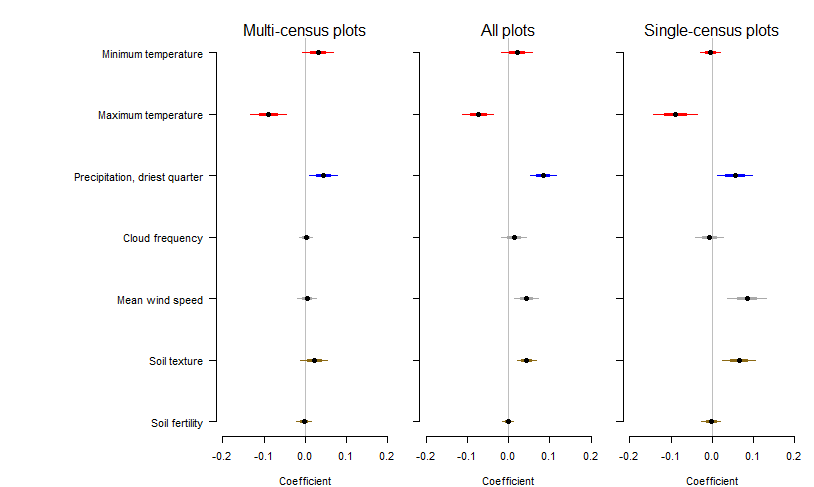 Multi-census plots All plots Single-census plots
Minimum temperature
Maximum temperature
Precipitation, driest quarter
Cloud frequency
Mean wind speed
Soil texture
Soil fertility
-0.2 -0.1 0.0 0.1 0.2 -0.2 -0.1 0.0 0.1 0.2 -0.2 -0.1 0.0 0.1 0.2
Coefficient Coefficient Coefficient